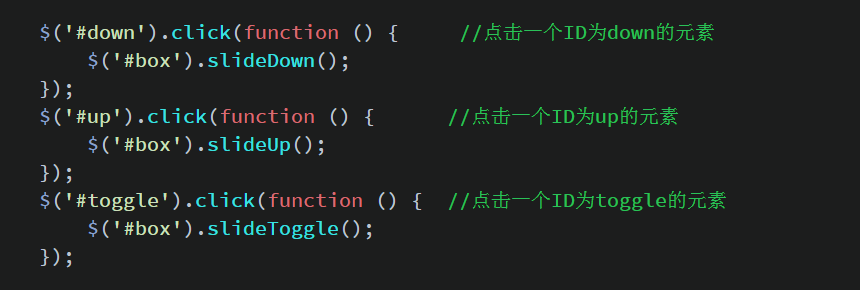 $('#down').click(function () {     //点击一个ID为down的元素
    $('#box').slideDown();
});
$('#up').click(function () {      //点击一个ID为up的元素
    $('#box').slideUp();
});
$('#toggle').click(function () {  //点击一个ID为toggle的元素
    $('#box').slideToggle();
});